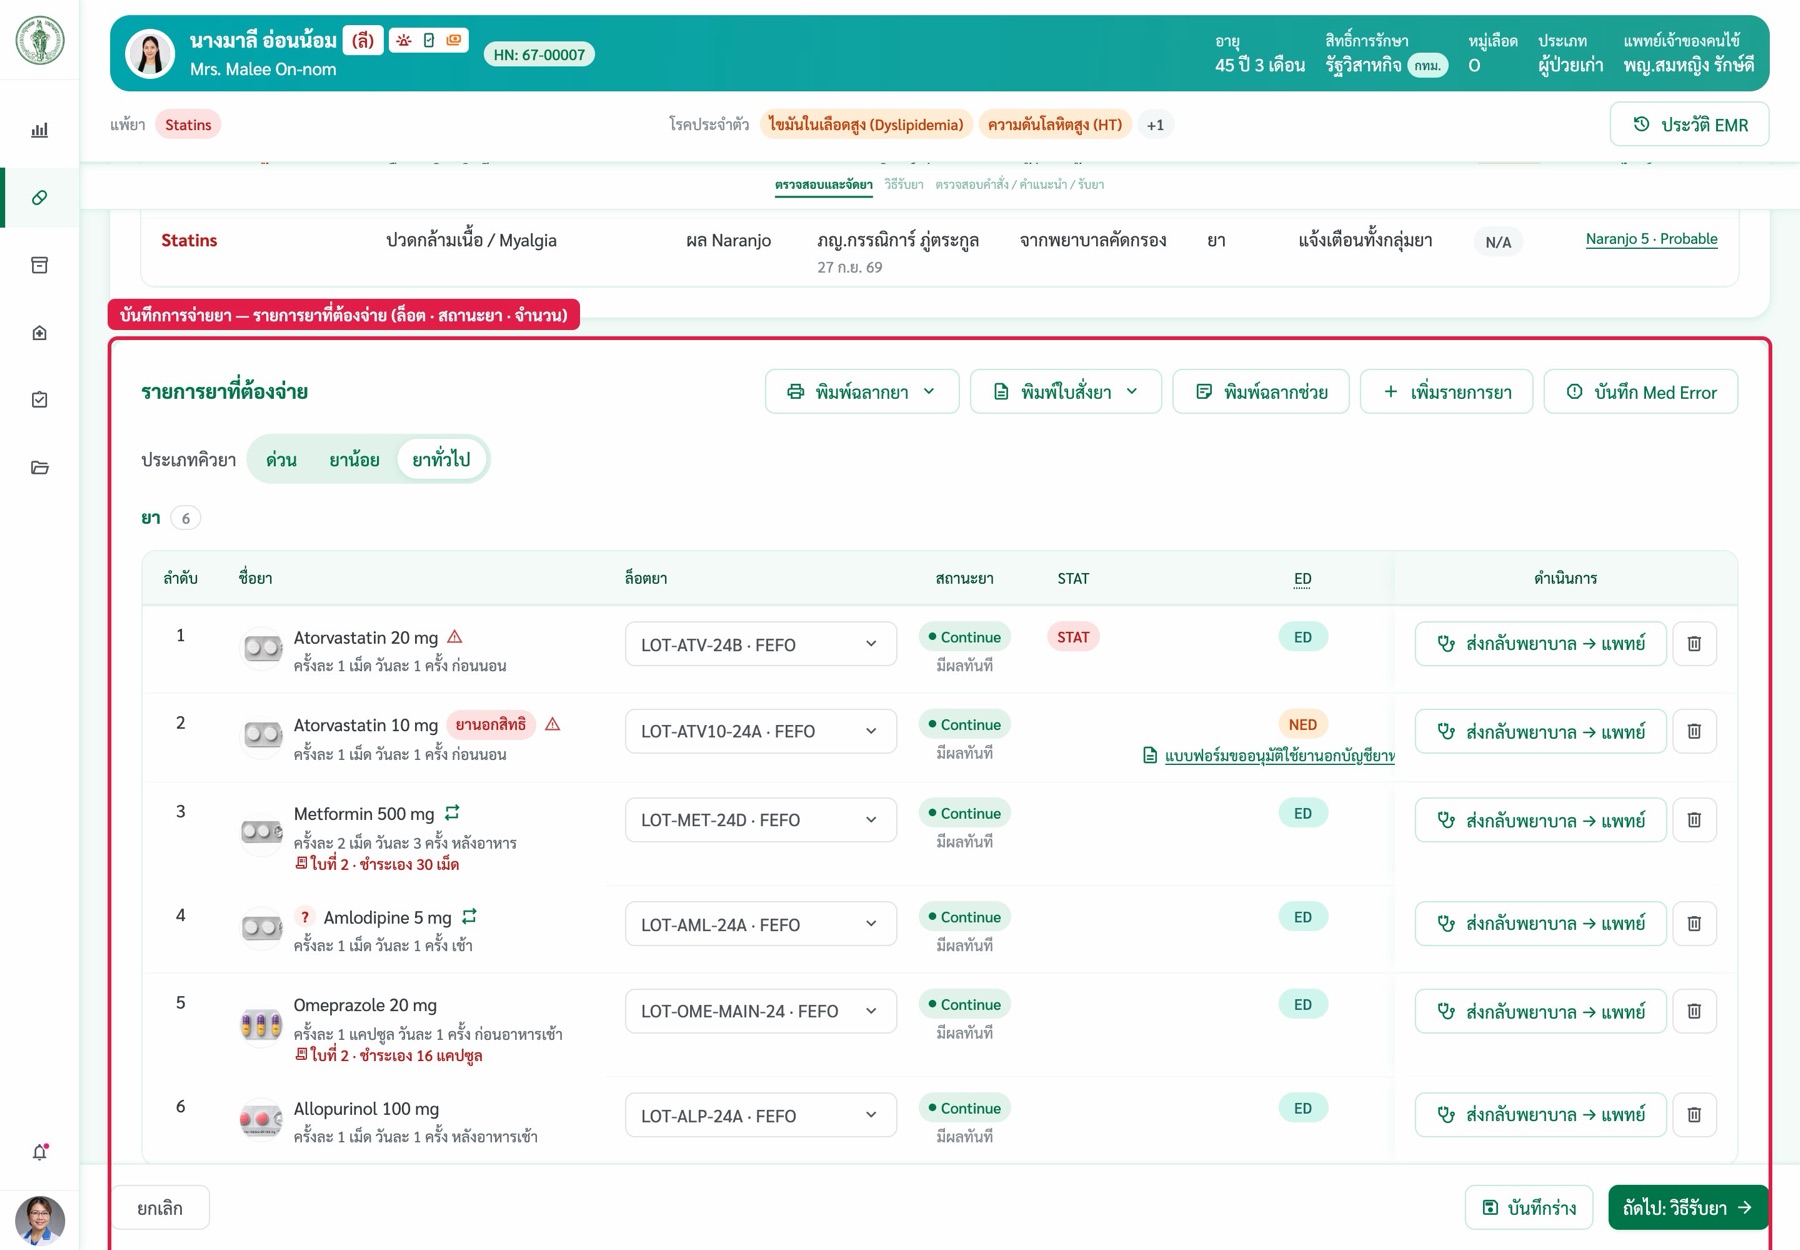 นางมาลี อ่อนน้อม (ลี)
Mrs. Malee On-nom
HN: 67-00007
อายุ
45 ปี 3 เดือน
สิทธิ์การรักษา
รัฐวิสาหกิจ กทม.
หมู่เลือด
O
ประเภท
ผู้ป่วยเก่า
แพทย์เจ้าของคนไข้
พญ.สมหญิง รักษ์ดี
แพ้ยา Statins
โรคประจำตัว ไขมันในเลือดสูง (Dyslipidemia) ความดันโลหิตสูง (HT) +1
ประวัติ EMR
ตรวจสอบและจัดยา วิธีรับยา ตรวจสอบคำสั่ง / คำแนะนำ / รับยา
Statins ปวดกล้ามเนื้อ / Myalgia ผล Naranjo ภญ.กรรณิการ์ ภู่ตระกูล จากพยาบาลคัดกรอง ยา แจ้งเตือนทั้งกลุ่มยา N/A Naranjo 5 · Probable
27 ก.ย. 69
บันทึกการจ่ายยา — รายการยาที่ต้องจ่าย (ล็อต · สถานะยา · จำนวน)
รายการยาที่ต้องจ่าย
พิมพ์ฉลากยา พิมพ์ใบสั่งยา พิมพ์ฉลากช่วย + เพิ่มรายการยา บันทึก Med Error
ประเภทคิวยา ด่วน ยาน้อย ยาทั่วไป
ยา 6
ลำดับ ชื่อยา ล็อตยา สถานะยา STAT ED ดำเนินการ
1 Atorvastatin 20 mg LOT-ATV-24B · FEFO Continue STAT ED ส่งกลับพยาบาล → แพทย์
ครั้งละ 1 เม็ด วันละ 1 ครั้ง ก่อนนอน มีผลทันที
2 Atorvastatin 10 mg ยานอกสิทธิ LOT-ATV10-24A · FEFO Continue NED ส่งกลับพยาบาล → แพทย์
ครั้งละ 1 เม็ด วันละ 1 ครั้ง ก่อนนอน มีผลทันที แบบฟอร์มขออนุมัติใช้ยานอกบัญชียาห
3 Metformin 500 mg LOT-MET-24D · FEFO Continue ED ส่งกลับพยาบาล → แพทย์
ครั้งละ 2 เม็ด วันละ 3 ครั้ง หลังอาหาร มีผลทันที
ใบที่ 2 · ชำระเอง 30 เม็ด
4 ? Amlodipine 5 mg LOT-AML-24A · FEFO Continue ED ส่งกลับพยาบาล → แพทย์
ครั้งละ 1 เม็ด วันละ 1 ครั้ง เช้า มีผลทันที
5 Omeprazole 20 mg LOT-OME-MAIN-24 · FEFO Continue ED ส่งกลับพยาบาล → แพทย์
ครั้งละ 1 แคปซูล วันละ 1 ครั้ง ก่อนอาหารเช้า มีผลทันที
ใบที่ 2 · ชำระเอง 16 แคปซูล
6 Allopurinol 100 mg LOT-ALP-24A · FEFO Continue ED ส่งกลับพยาบาล → แพทย์
ครั้งละ 1 เม็ด วันละ 1 ครั้ง หลังอาหารเช้า มีผลทันที
ยกเลิก บันทึกร่าง ถัดไป: วิธีรับยา →